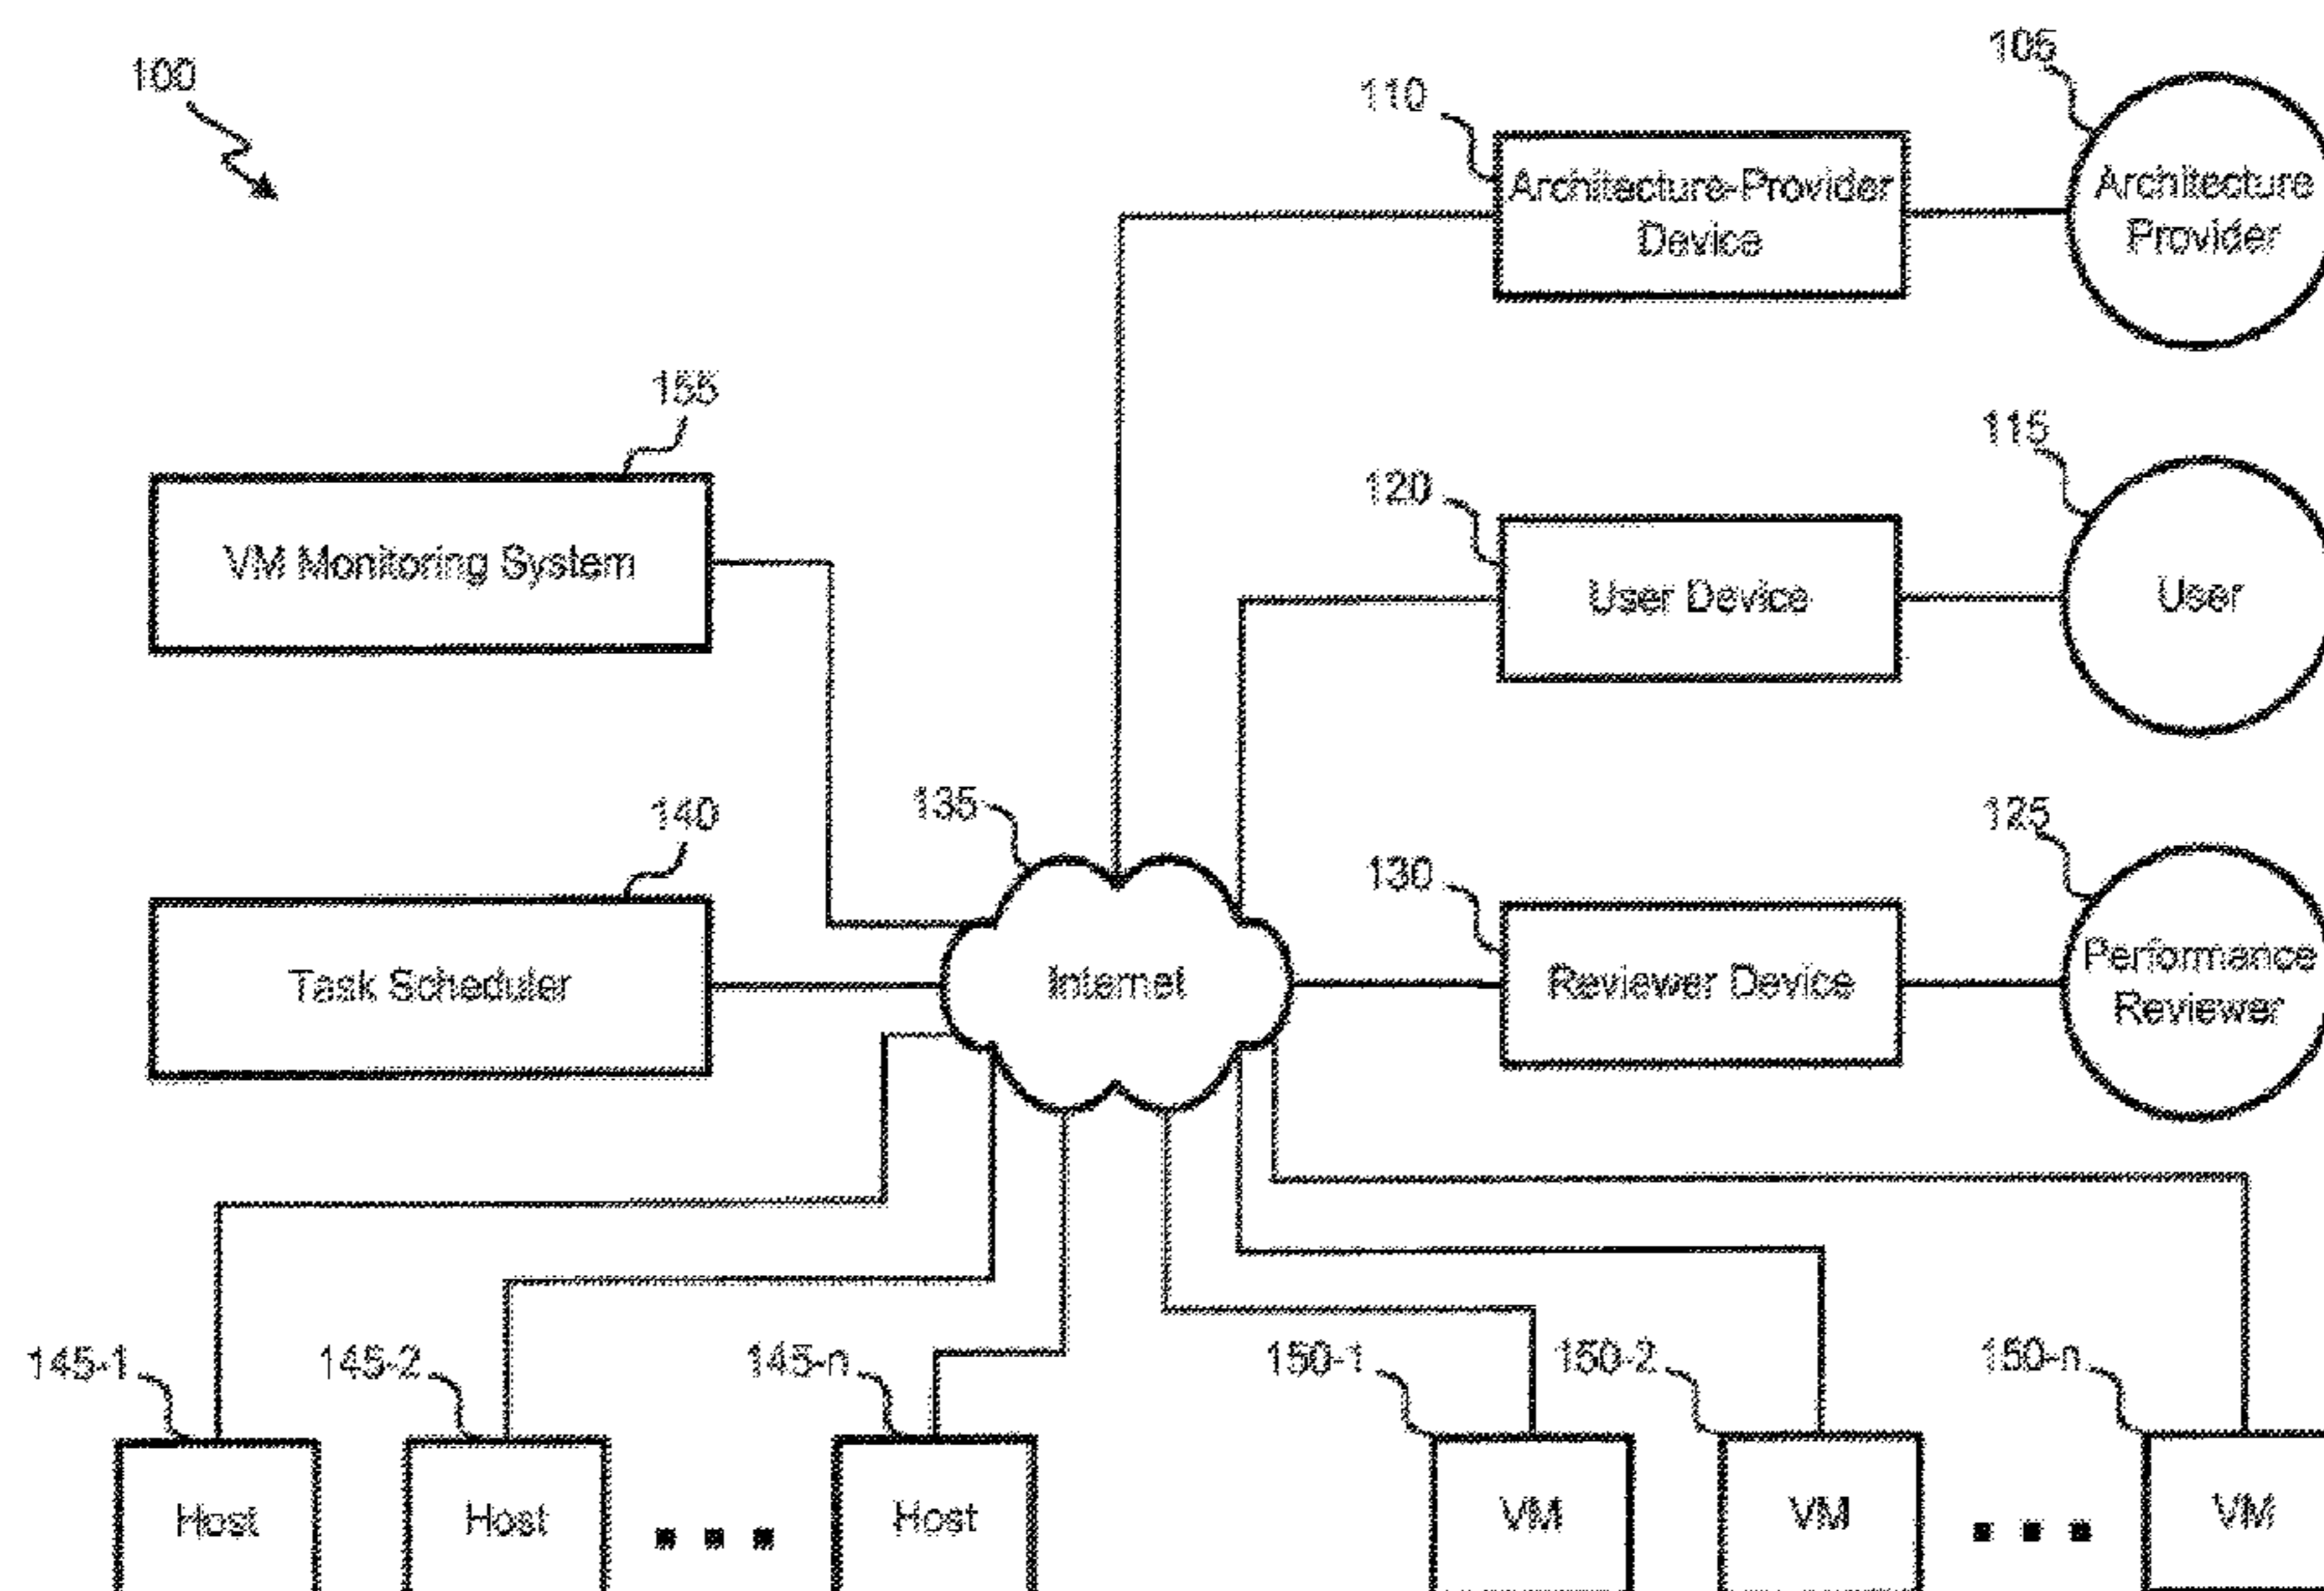 100
105
110
Architecture-Provider
Device
Architecture
Provider
155
115
120
VM Monitoring System
User Device
User
140
135
125
130
Task Scheduler
Internet
Reviewer Device
Performance
Reviewer
145-1
145-2
145-n
150-1
150-2
150-n
Host
Host
Host
VM
VM
VM